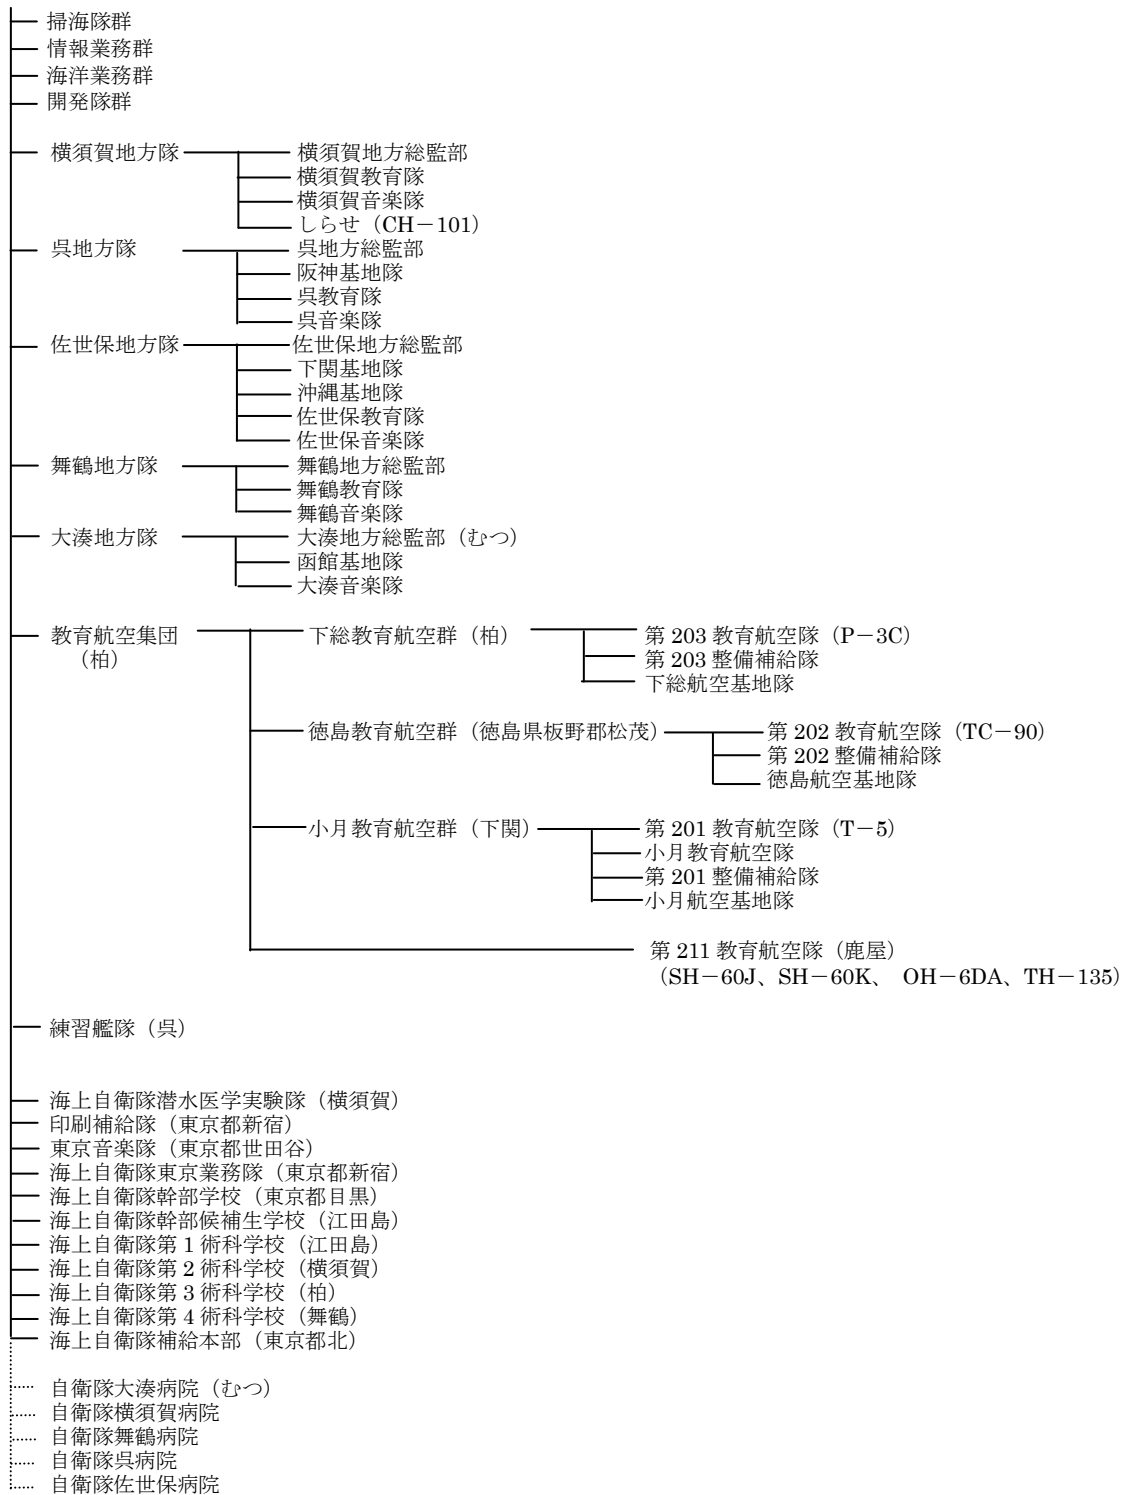 掃海隊群
情報業務群
海洋業務群
開発隊群
横須賀地方隊 横須賀地方総監部
横須賀教育隊
横須賀音楽隊
しらせ（CH－101）
呉地方隊 呉地方総監部
阪神基地隊
呉教育隊
呉音楽隊
佐世保地方隊 佐世保地方総監部
下関基地隊
沖縄基地隊
佐世保教育隊
佐世保音楽隊
舞鶴地方隊 舞鶴地方総監部
舞鶴教育隊
舞鶴音楽隊
大湊地方隊 大湊地方総監部（むつ）
函館基地隊
大湊音楽隊
教育航空集団 下総教育航空群（柏） 第 203 教育航空隊（P－3C）
（柏） 第 203 整備補給隊
下総航空基地隊
徳島教育航空群（徳島県板野郡松茂） 第 202 教育航空隊（TC－90）
第 202 整備補給隊
徳島航空基地隊
小月教育航空群（下関） 第 201 教育航空隊（T－5）
小月教育航空隊
第 201 整備補給隊
小月航空基地隊
第 211 教育航空隊（鹿屋）
（SH－60J、SH－60K、 OH－6DA、TH－135）
練習艦隊（呉）
海上自衛隊潜水医学実験隊（横須賀）
印刷補給隊（東京都新宿）
東京音楽隊（東京都世田谷）
海上自衛隊東京業務隊（東京都新宿）
海上自衛隊幹部学校（東京都目黒）
海上自衛隊幹部候補生学校（江田島）
海上自衛隊第 1 術科学校（江田島）
海上自衛隊第 2 術科学校（横須賀）
海上自衛隊第 3 術科学校（柏）
海上自衛隊第 4 術科学校（舞鶴）
海上自衛隊補給本部（東京都北）
自衛隊大湊病院（むつ）
自衛隊横須賀病院
自衛隊舞鶴病院
自衛隊呉病院
自衛隊佐世保病院